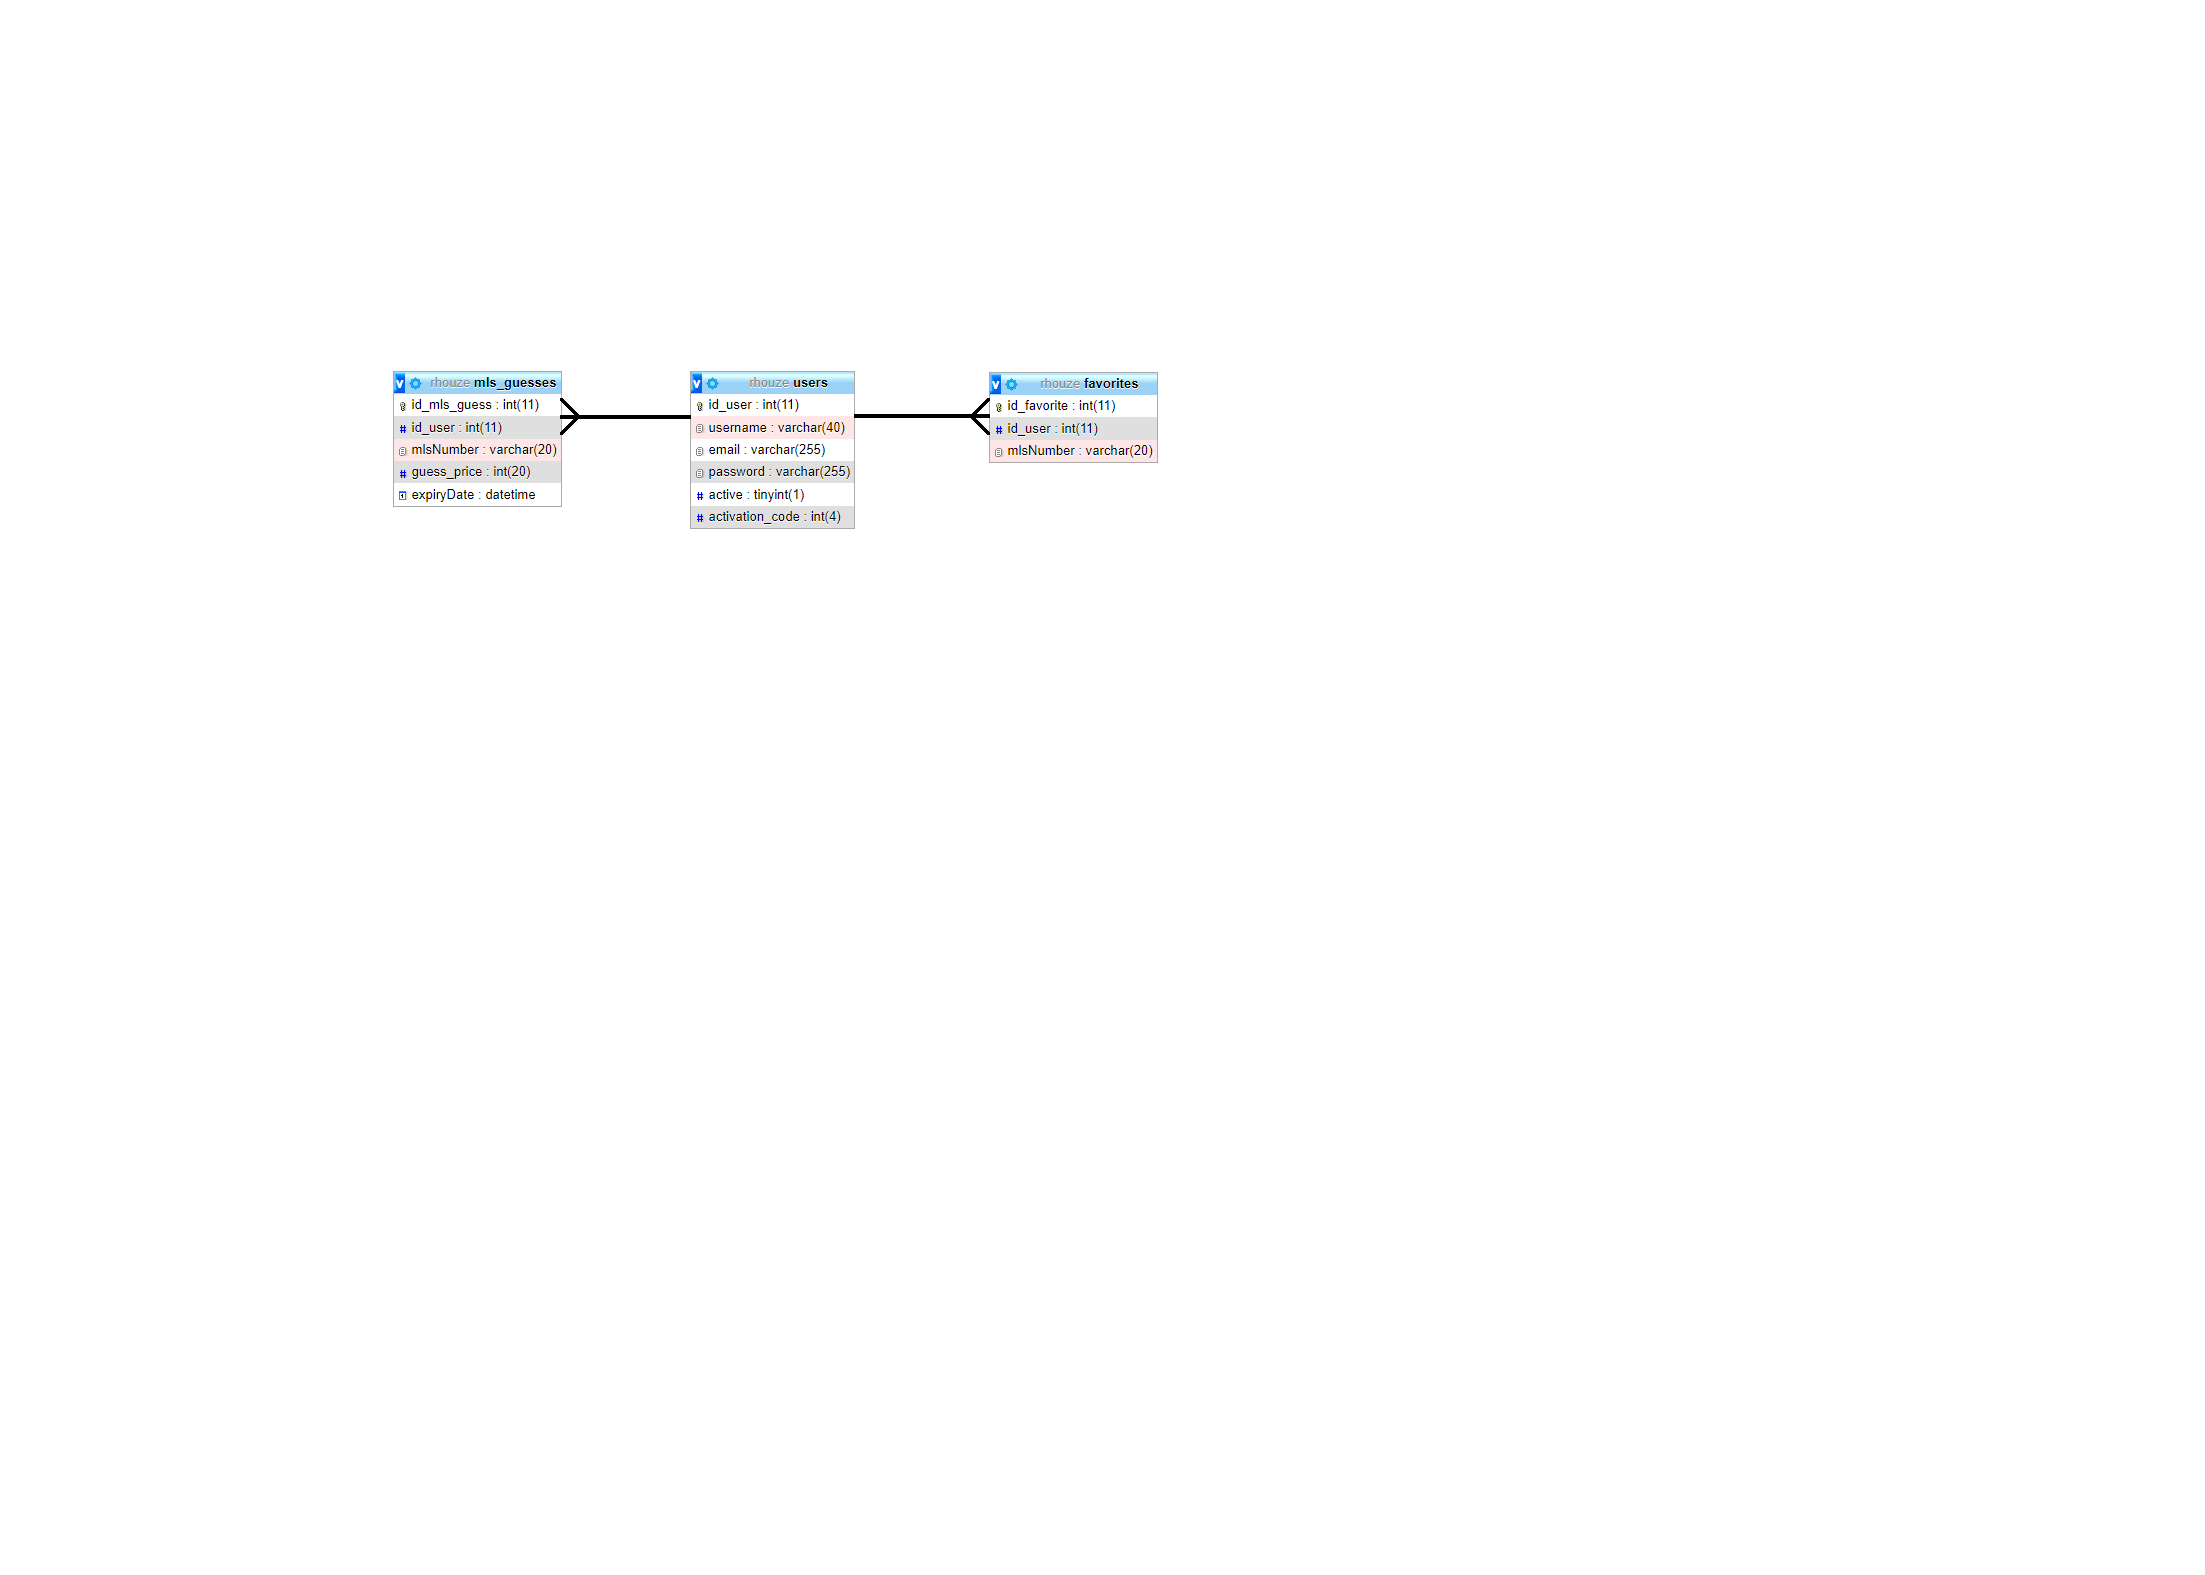 rhouze mls_guesses
id_mls_guess : int(11)
id_user : int(11)
mlsNumber : varchar(20)
guess_price : int(20)
expiryDate : datetime
rhouze users
id_user : int(11)
username : varchar(40)
email : varchar(255)
password : varchar(255)
active : tinyint(1)
activation_code : int(4)
rhouze favorites
id_favorite : int(11)
id_user : int(11)
mlsNumber : varchar(20)